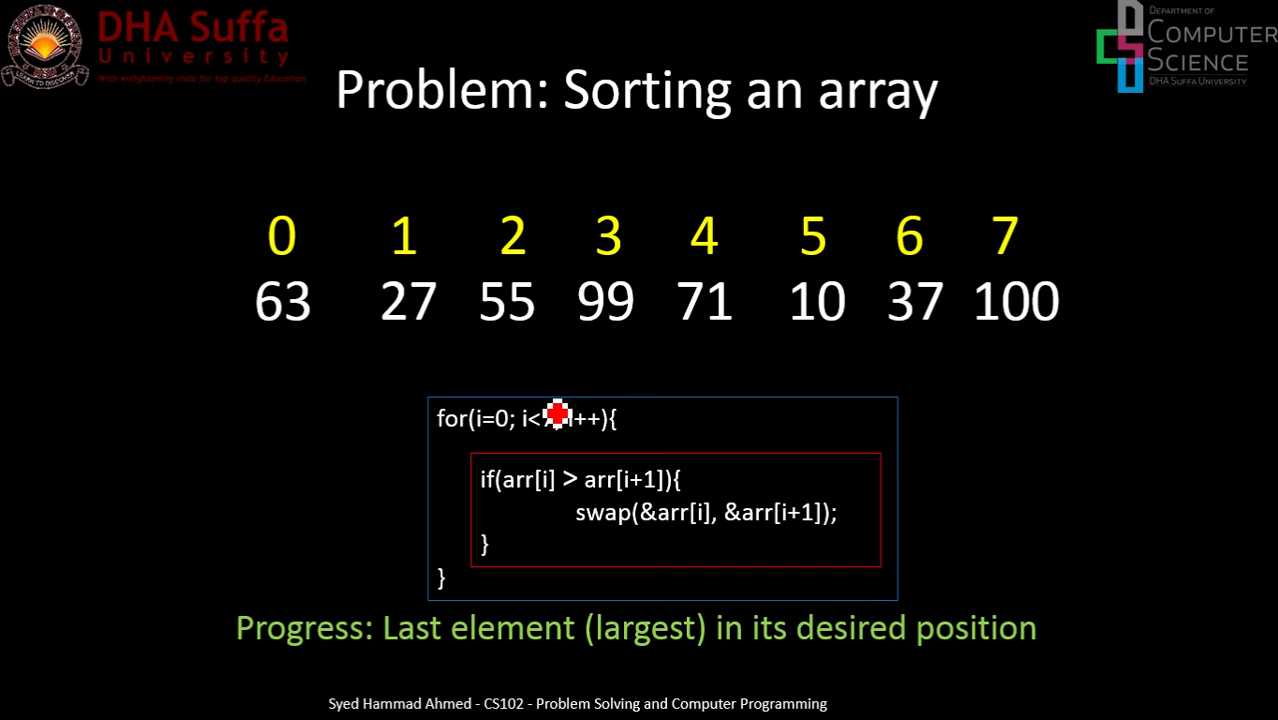 DHA Suffa
University
With enlightening vista for top quality Education
DEPARTMENT OF
COMPUTER
SCIENCE
DHA SUFFA UNIVERSITY
Problem: Sorting an array
0 1 2 3 4 5 6 7
63 27 55 99 71 10 37 100
for(i=0; i< i++){
if(arr[i] > arr[i+1]){
swap(&arr[i], &arr[i+1]);
}
}
Progress: Last element (largest) in its desired position
Syed Hammad Ahmed - CS102 - Problem Solving and Computer Programming